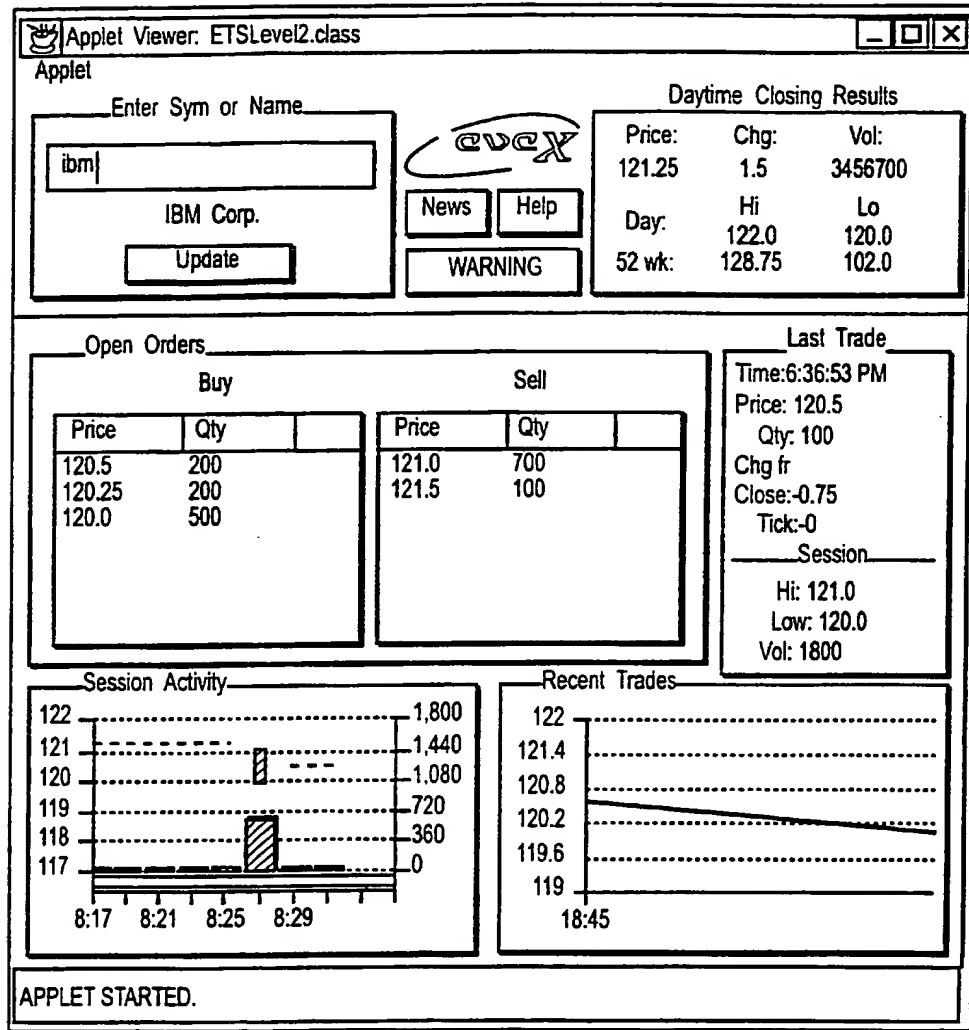 Applet Viewer: ETSLevel2.class
Applet
Enter Sym or Name
ibm
IBM Corp.
Update
News
Help
WARNING
Daytime Closing Results
Price: Chg: Vol:
121.25 1.5 3456700
Day: Hi Lo
122.0 120.0
52 wk: 128.75 102.0
Open Orders
Buy
Price Qty
120.5 200
120.25 200
120.0 500
Sell
Price Qty
121.0 700
121.5 100
Last Trade
Time:6:36:53 PM
Price: 120.5
Qty: 100
Chg fr
Close:-0.75
Tick:-0
Session
Hi: 121.0
Low: 120.0
Vol: 1800
Session Activity
122 1,800
121 1,440
120 1,080
119 720
118 360
117 0
8:17 8:21 8:25 8:29
Recent Trades
122
121.4
120.8
120.2
119.6
119
18:45
APPLET STARTED.